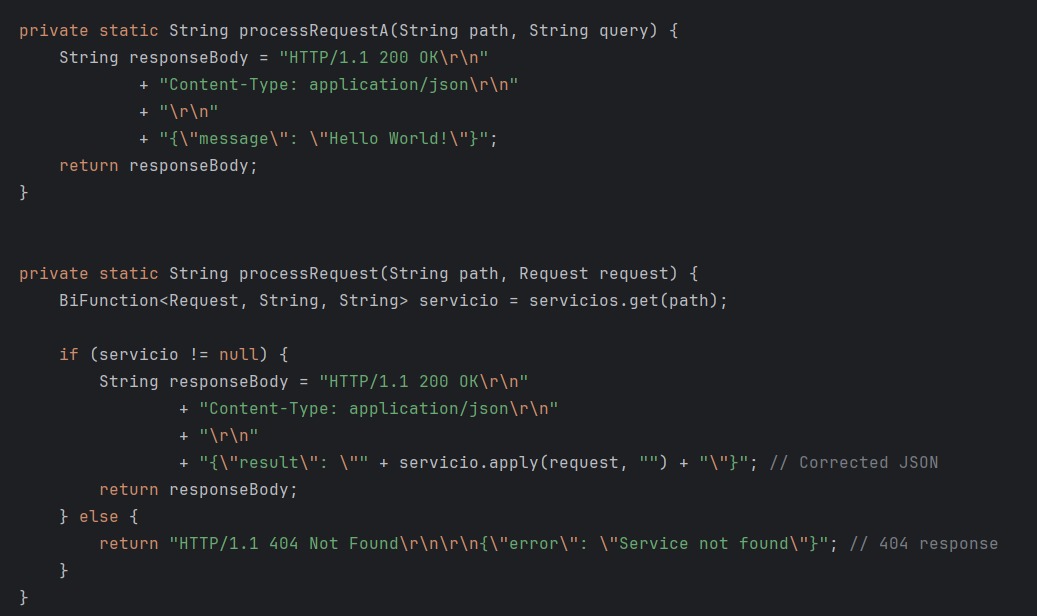 private static String processRequestA(String path, String query) {
    String responseBody = "HTTP/1.1 200 OK\r\n"
            + "Content-Type: application/json\r\n"
            + "\r\n"
            + "{\"message\": \"Hello World!\"}";
    return responseBody;
}
private static String processRequest(String path, Request request) {
    BiFunction<Request, String, String> servicio = servicios.get(path);
    if (servicio != null) {
        String responseBody = "HTTP/1.1 200 OK\r\n"
                + "Content-Type: application/json\r\n"
                + "\r\n"
                + "{\"result\": \"" + servicio.apply(request, "") + "\"}"; // Corrected JSON
        return responseBody;
    } else {
        return "HTTP/1.1 404 Not Found\r\n\r\n{\"error\": \"Service not found\"}"; // 404 response
    }
}